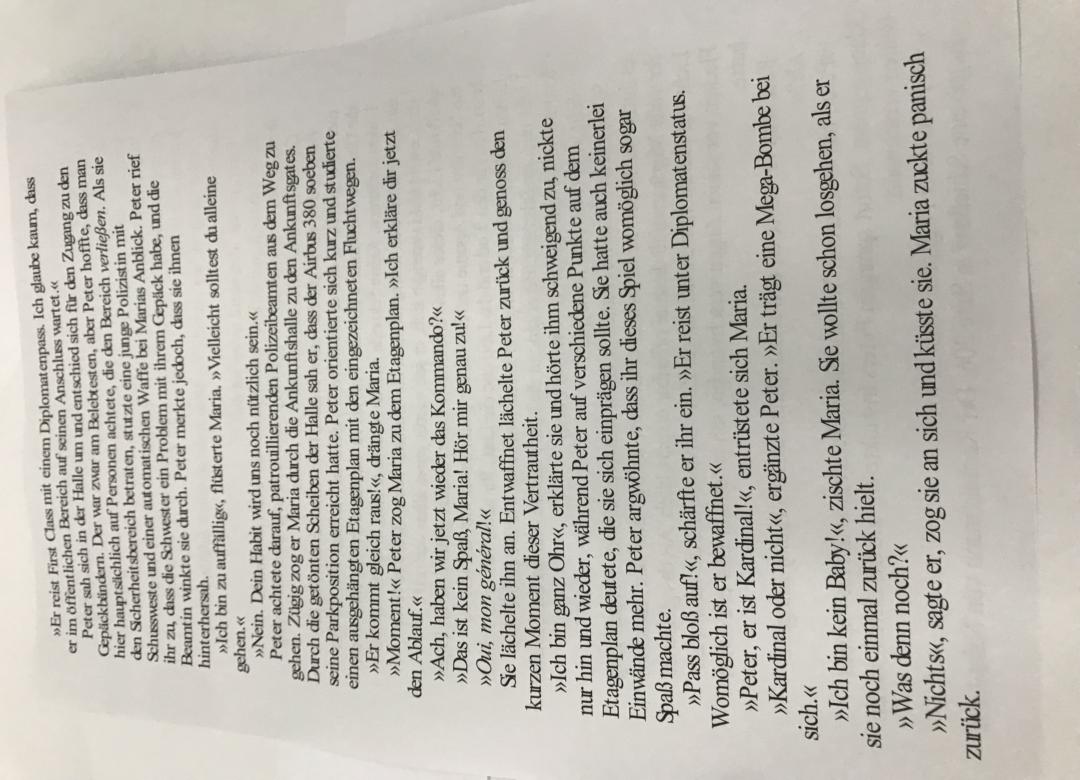 »Er reist First Class mit einem Diplomatenpass. Ich glaube kaum, dass
er im öffentlichen Bereich auf seinen Anschluss wartet.«
Peter sah sich in der Halle um und entschied sich für den Zugang zu den
Gepäckbändern. Der war zwar am Belebtesten, aber Peter hoffte, dass man
hier hauptsächlich auf Personen achtete, die den Bereich verließen. Als sie
den Sicherheitsbereich betraten, stutzte eine junge Polizistin mit
Schussweste und einer automatischen Waffe bei Marias Anblick. Peter rief
ihr zu, dass die Schwester ein Problem mit ihrem Gepäck habe, und die
Beamtin winkte sie durch. Peter merkte jedoch, dass sie ihnen
hinterhersah.
»Ich bin zu auffällig«, flüsterte Maria. »Vielleicht solltest du alleine
gehen.«
»Nein. Dein Habit wird uns noch nützlich sein.«
Peter achtete darauf, patrouillierenden Polizeibeamten aus dem Weg zu
gehen. Zügig zog er Maria durch die Ankunftshalle zu den Ankunftsgates.
Durch die getönten Scheiben der Halle sah er, dass der Airbus 380 soeben
seine Parkposition erreicht hatte. Peter orientierte sich kurz und studierte
einen ausgehängten Etagenplan mit den eingezeichneten Fluchtwegen.
»Er kommt gleich raus!«, drängte Maria.
»Moment!« Peter zog Maria zu dem Etagenplan. »Ich erkläre dir jetzt
den Ablauf.«
»Ach, haben wir jetzt wieder das Kommando?«
»Das ist kein Spaß, Maria! Hör mir genau zu!«
»Oui, mon général!«
Sie lächelte ihn an. Entwaffnet lächelte Peter zurück und genoss den
kurzen Moment dieser Vertrautheit.
»Ich bin ganz Ohr«, erklärte sie und hörte ihm schweigend zu, nickte
nur hin und wieder, während Peter auf verschiedene Punkte auf dem
Etagenplan deutete, die sie sich einprägen sollte. Sie hatte auch keinerlei
Einwände mehr. Peter argwöhnte, dass ihr dieses Spiel womöglich sogar
Spaß machte.
»Pass bloß auf!«, schärfte er ihr ein. »Er reist unter Diplomatenstatus.
Womöglich ist er bewaffnet.«
»Peter, er ist Kardinal!«, entrüstete sich Maria.
»Kardinal oder nicht«, ergänzte Peter. »Er trägt eine Mega-Bombe bei
sich.«
»Ich bin kein Baby!«, zischte Maria. Sie wollte schon losgehen, als er
sie noch einmal zurück hielt.
»Was denn noch?«
»Nichts«, sagte er, zog sie an sich und küsste sie. Maria zuckte panisch
zurück.